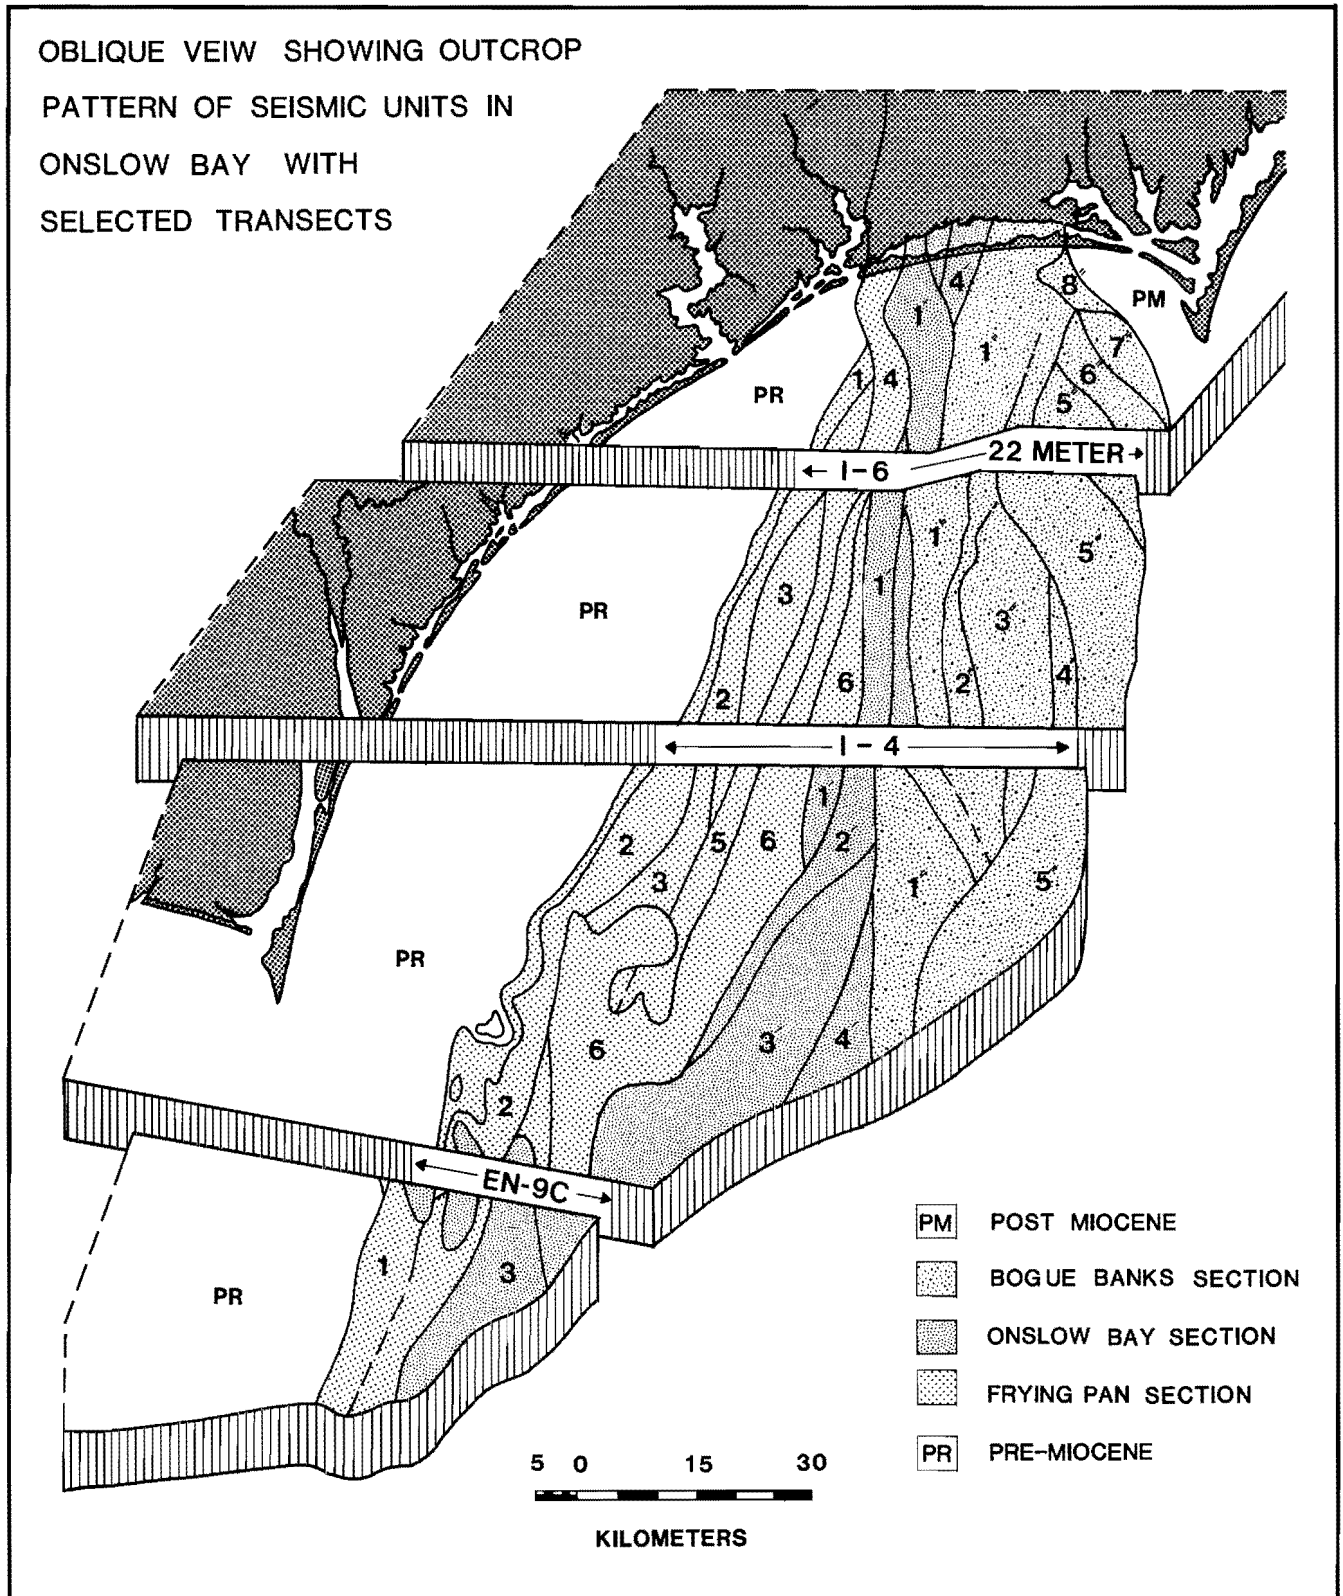 OBLIQUE VEIW SHOWING OUTCROP
PATTERN OF SEISMIC UNITS IN
ONSLOW BAY WITH
SELECTED TRANSECTS
8"
PM
4'
1'
1"
7"
6"
1 4
PR
5"
22 METER
I-6
1"
5"
3
1'
PR
3"
2 6 2" 4"
I-4
1'
2 5 6 2'
3 1" 5"
PR
6 3' 4'
2
EN-9C
1 3'
PR
PM POST MIOCENE
BOGUE BANKS SECTION
ONSLOW BAY SECTION
FRYING PAN SECTION
PR PRE-MIOCENE
5 0 15 30
KILOMETERS